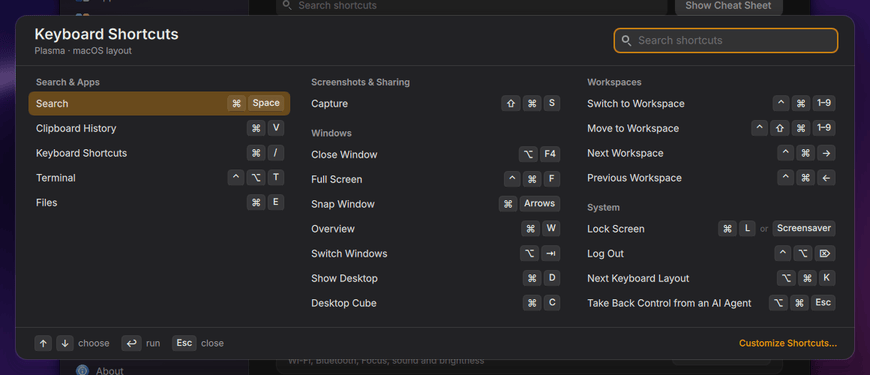 Search shortcuts
Show Cheat Sheet
Keyboard Shortcuts
Plasma · macOS layout
Search shortcuts
Search & Apps
Search ⌘ Space
Clipboard History ⌘ V
Keyboard Shortcuts ⌘ /
Terminal ^ ⌥ T
Files ⌘ E
Screenshots & Sharing
Capture ⇧ ⌘ S
Windows
Close Window ⌥ F4
Full Screen ^ ⌘ F
Snap Window ⌘ Arrows
Overview ⌘ W
Switch Windows ⌥ ⇥
Show Desktop ⌘ D
Desktop Cube ⌘ C
Workspaces
Switch to Workspace ^ ⌘ 1–9
Move to Workspace ^ ⇧ ⌘ 1–9
Next Workspace ^ ⌘ →
Previous Workspace ^ ⌘ ←
System
Lock Screen ⌘ L or Screensaver
Log Out ^ ⌥ ⌦
Next Keyboard Layout ⌥ ⌘ K
Take Back Control from an AI Agent ⌥ ⌘ Esc
↑ ↓ choose ↩ run Esc close
Customize Shortcuts...
Wi-Fi, Bluetooth, Focus, sound and brightness
About